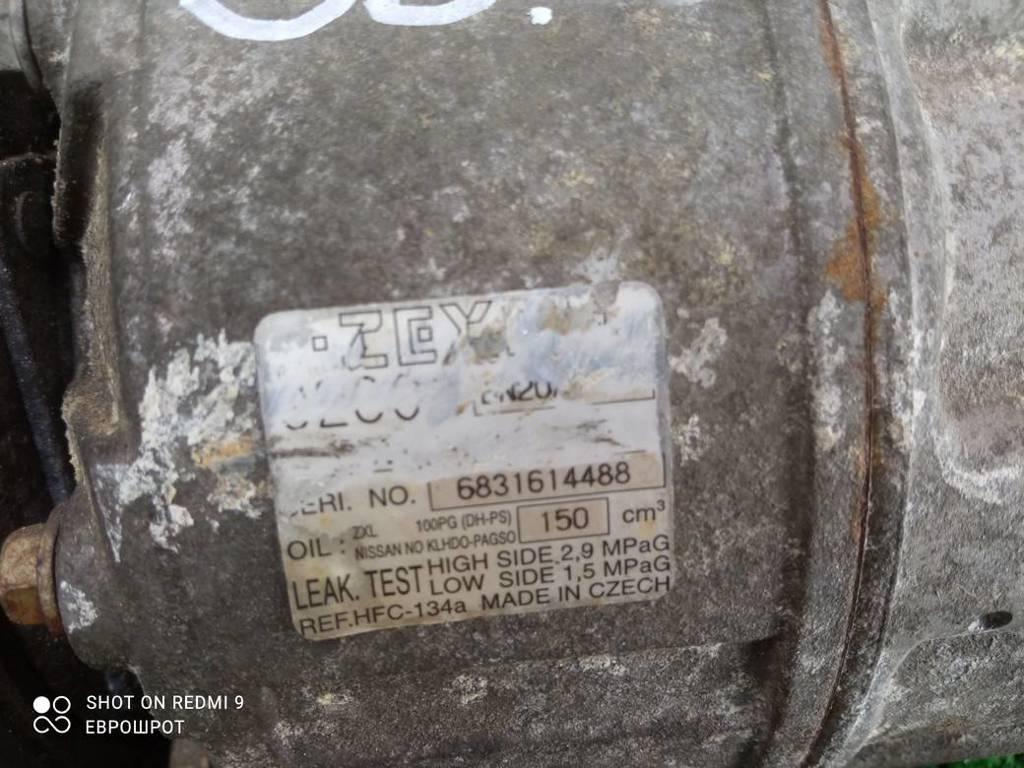 ZEX
SERI. NO. 6831614488
OIL : ZXL 100PG (DH-PS) 150 cm³
NISSAN NO KLHDO-PAGSO
LEAK. TEST HIGH SIDE 2,9 MPaG
LOW SIDE 1,5 MPaG
REF.HFC-134a MADE IN CZECH
SHOT ON REDMI 9
ЕВРОШРОТ